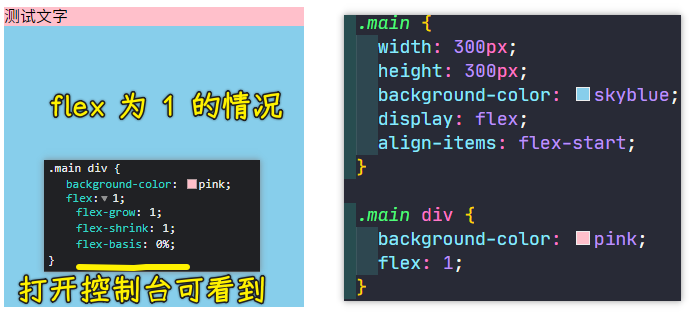 测试文字
flex 为 1 的情况
.main div {
background-color: pink;
flex: 1;
flex-grow: 1;
flex-shrink: 1;
flex-basis: 0%;
}
打开控制台可看到
.main {
width: 300px;
height: 300px;
background-color: skyblue;
display: flex;
align-items: flex-start;
}
.main div {
background-color: pink;
flex: 1;
}